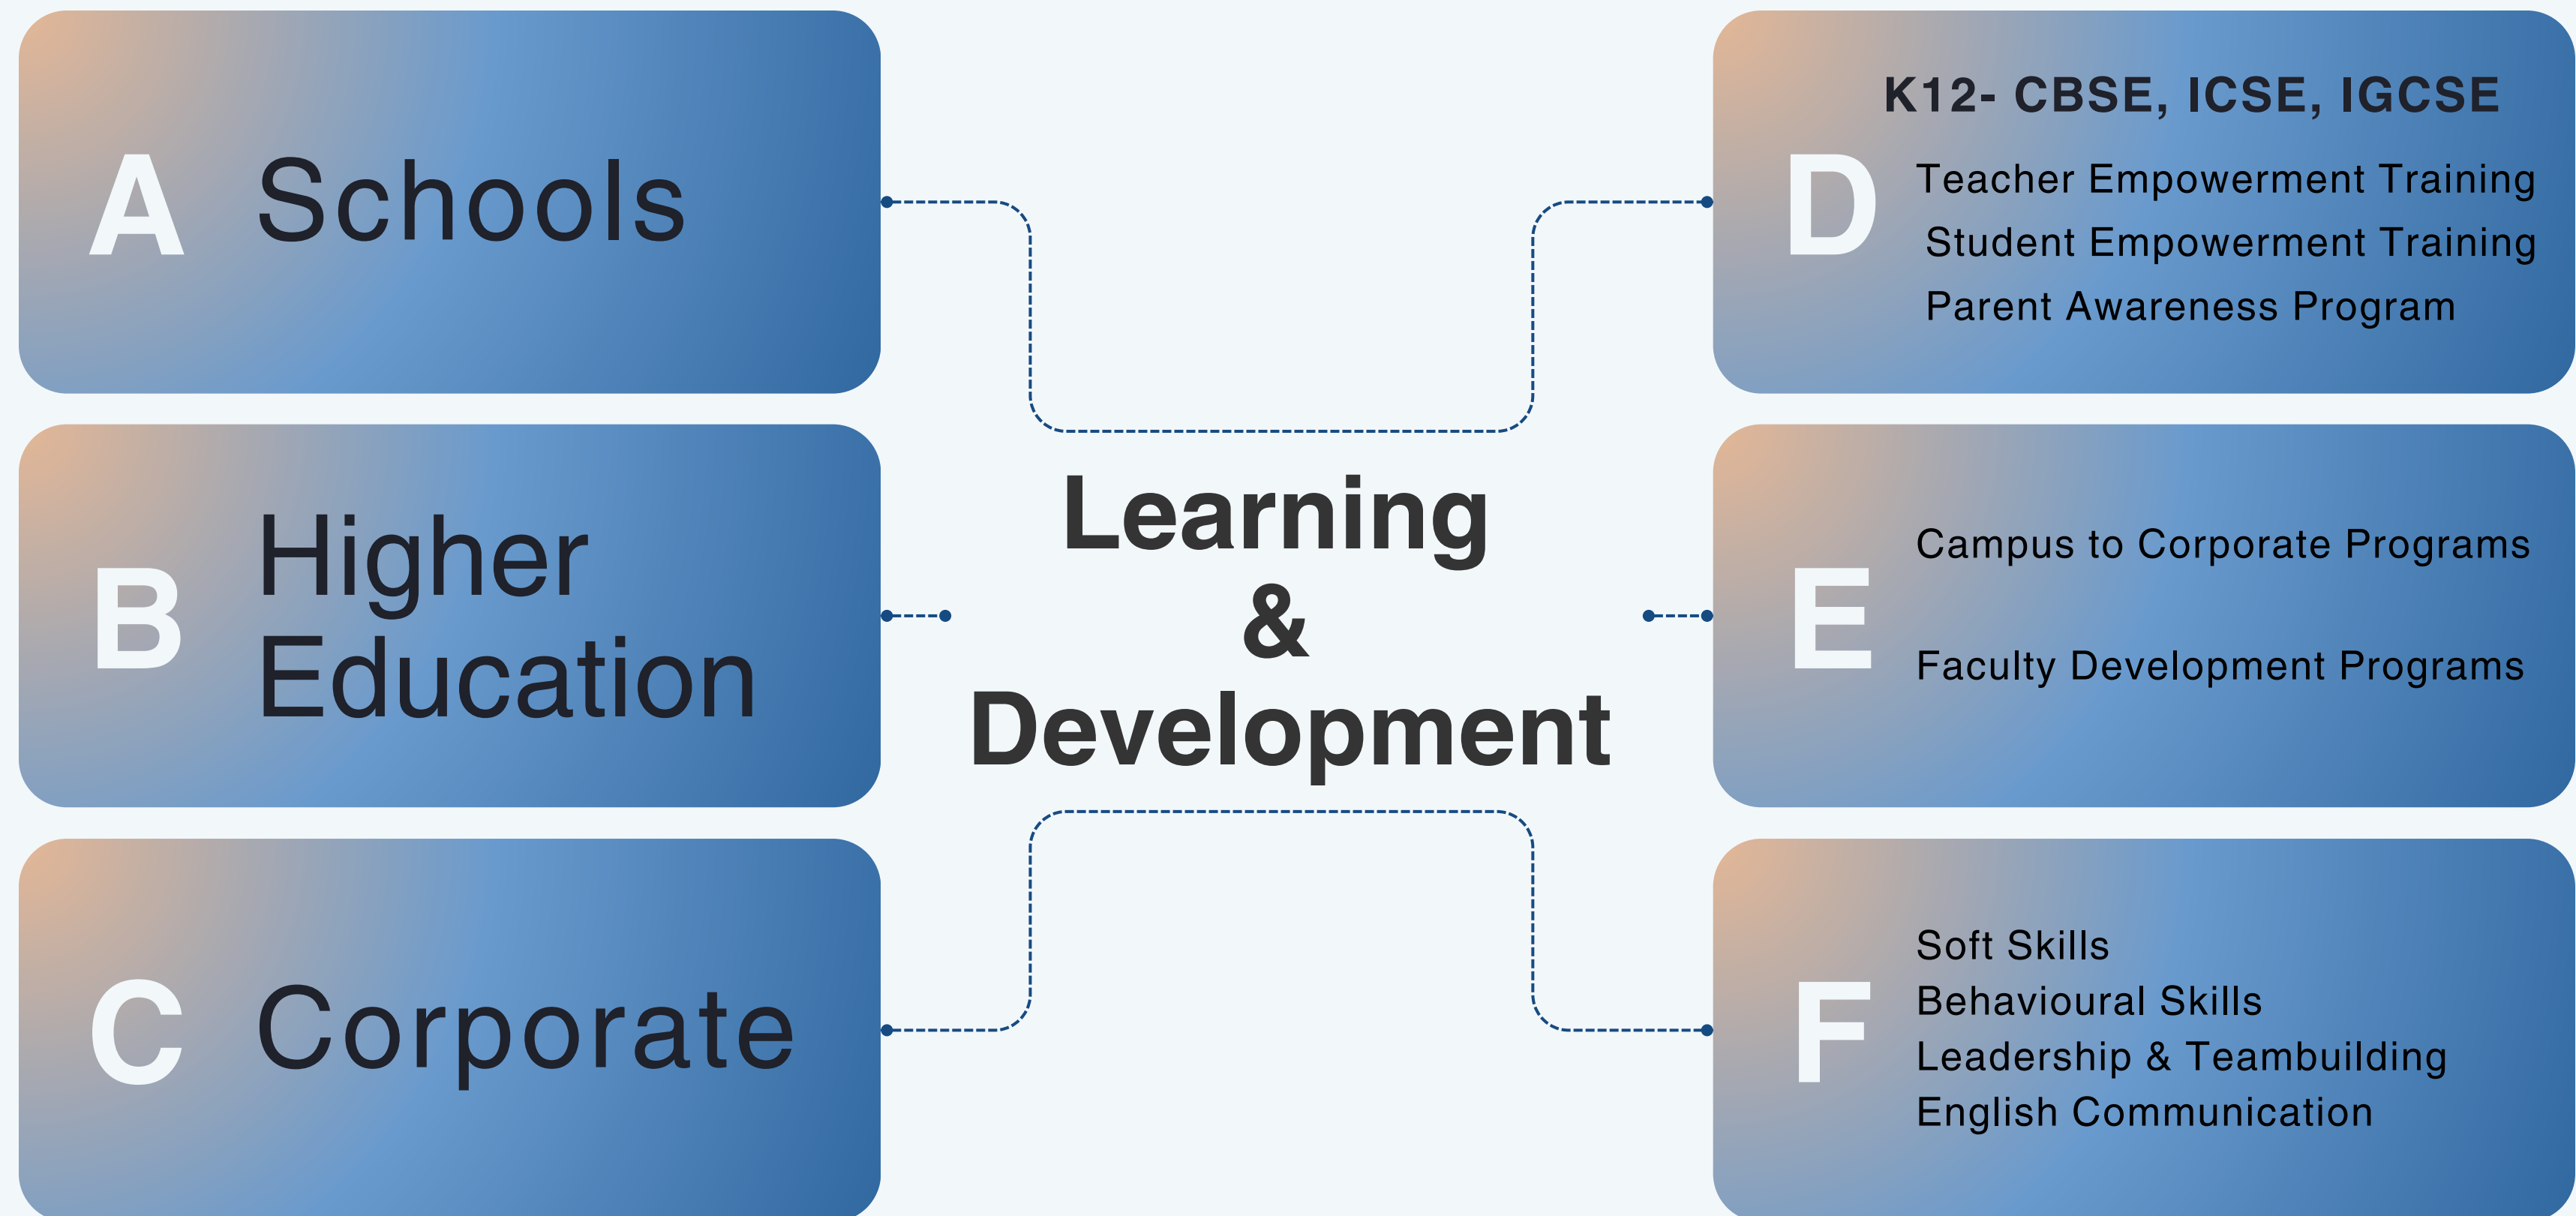 A
Schools
B
Higher
Education
C
Corporate
Learning
&
Development
D
K12- CBSE, ICSE, IGCSE
Teacher Empowerment Training
Student Empowerment Training
Parent Awareness Program
E
Campus to Corporate Programs
Faculty Development Programs
F
Soft Skills
Behavioural Skills
Leadership & Teambuilding
English Communication